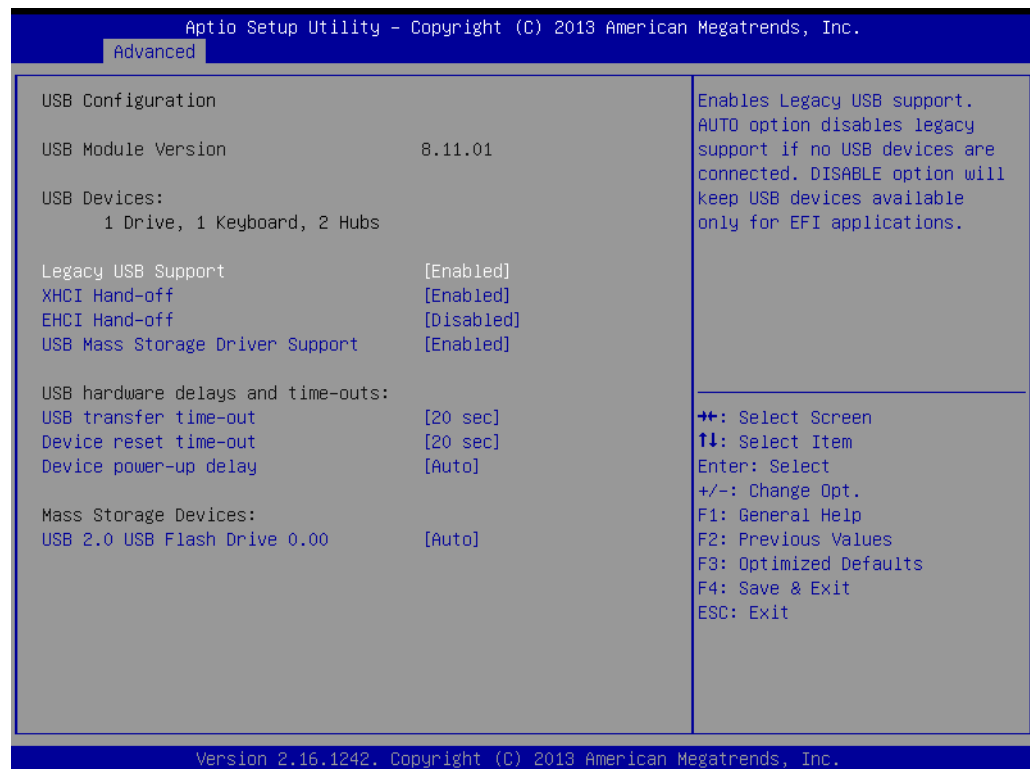 Aptio Setup Utility – Copyright (C) 2013 American Megatrends, Inc.
Advanced
USB Configuration
USB Module Version 8.11.01
USB Devices:
1 Drive, 1 Keyboard, 2 Hubs
Legacy USB Support [Enabled]
XHCI Hand-off [Enabled]
EHCI Hand-off [Disabled]
USB Mass Storage Driver Support [Enabled]
USB hardware delays and time-outs:
USB transfer time-out [20 sec]
Device reset time-out [20 sec]
Device power-up delay [Auto]
Mass Storage Devices:
USB 2.0 USB Flash Drive 0.00 [Auto]
Enables Legacy USB support.
AUTO option disables legacy
support if no USB devices are
connected. DISABLE option will
keep USB devices available
only for EFI applications.
→←: Select Screen
↑↓: Select Item
Enter: Select
+/-: Change Opt.
F1: General Help
F2: Previous Values
F3: Optimized Defaults
F4: Save & Exit
ESC: Exit
Version 2.16.1242. Copyright (C) 2013 American Megatrends, Inc.